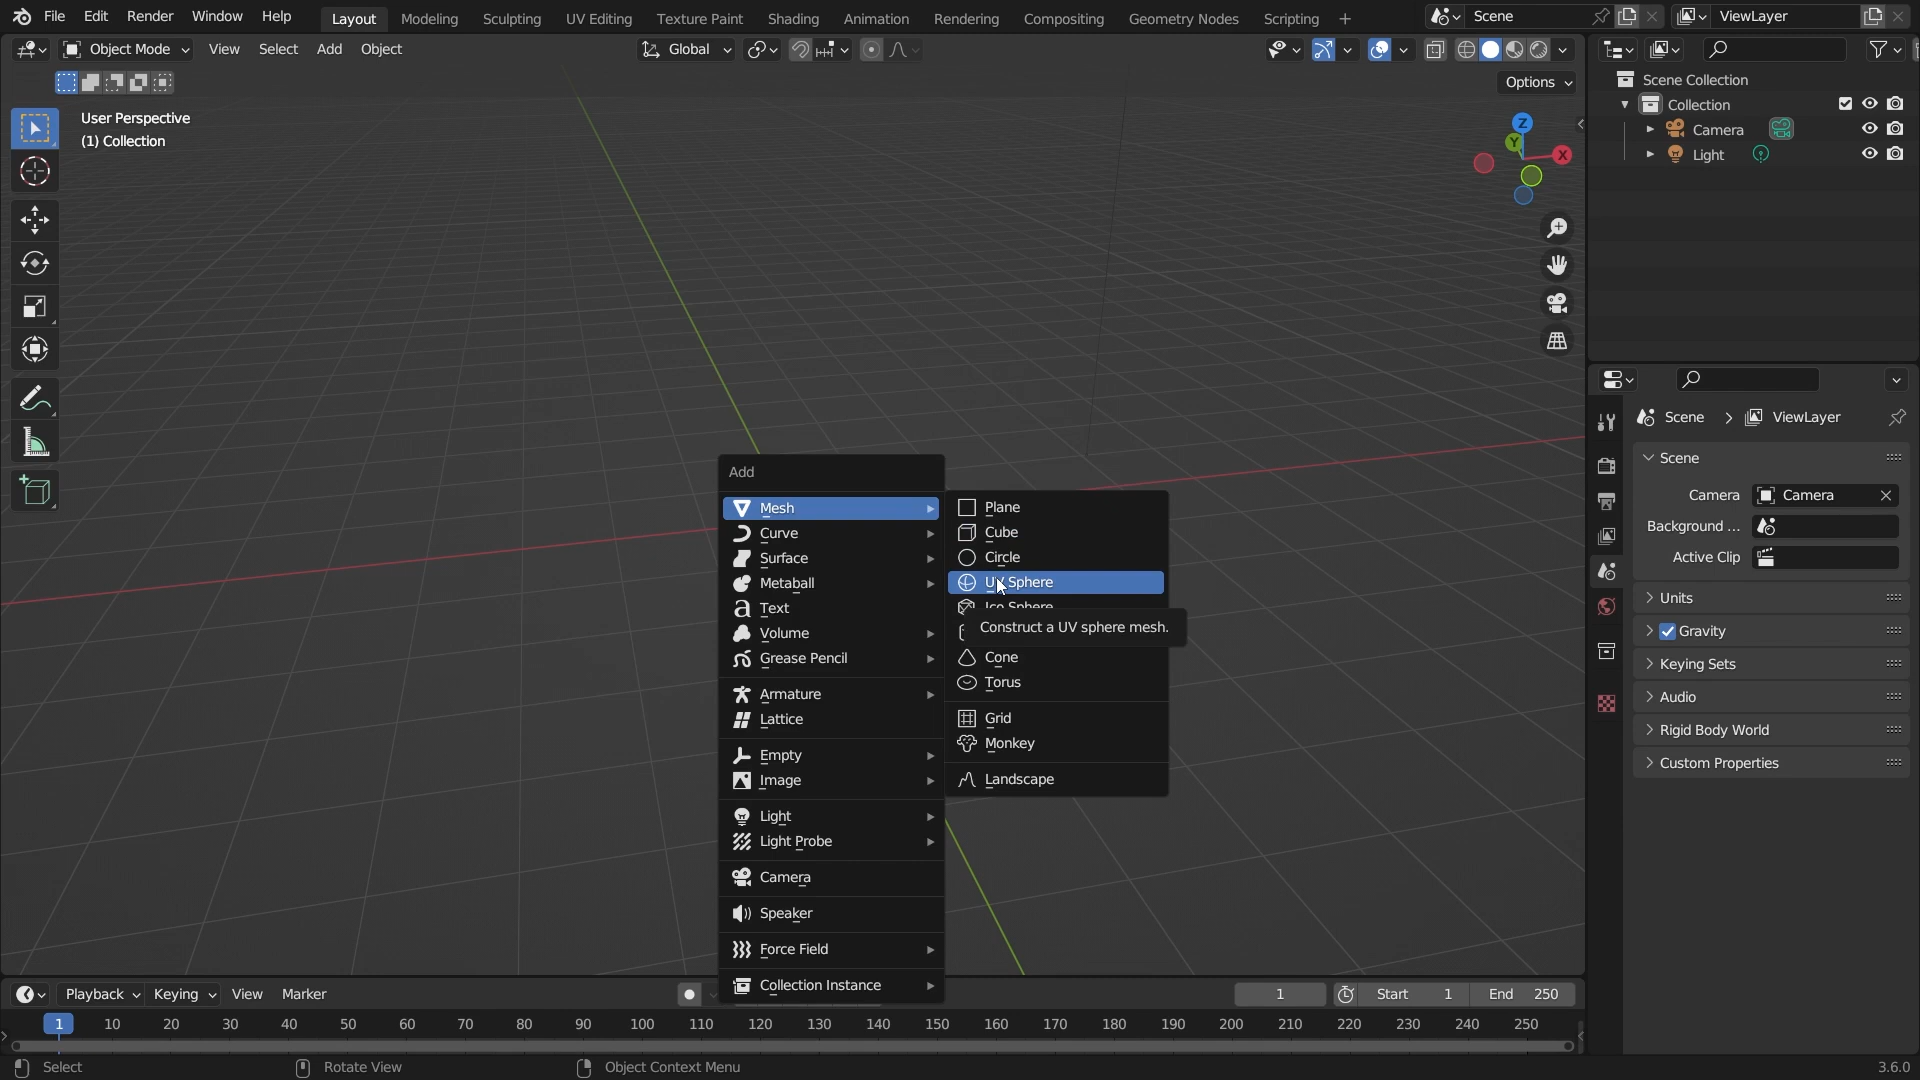 File Edit Render Window Help Layout Modeling Sculpting UV Editing Texture Paint Shading Animation Rendering Compositing Geometry Nodes Scripting + Scene ViewLayer
Object Mode View Select Add Object Global
Options
User Perspective
(1) Collection
Z
Y
X
Scene Collection
Collection
Camera
Light
Scene > ViewLayer
Scene
Camera Camera
Background ...
Active Clip
Units
Gravity
Keying Sets
Audio
Rigid Body World
Custom Properties
Add
Mesh
Curve
Surface
Metaball
Text
Volume
Grease Pencil
Armature
Lattice
Empty
Image
Light
Light Probe
Camera
Speaker
Force Field
Collection Instance
Plane
Cube
Circle
UV Sphere
Ico Sphere
Construct a UV sphere mesh.
Cone
Torus
Grid
Monkey
Landscape
Playback Keying View Marker 1 Start 1 End 250
1 10 20 30 40 50 60 70 80 90 100 110 120 130 140 150 160 170 180 190 200 210 220 230 240 250
Select Rotate View Object Context Menu 3.6.0